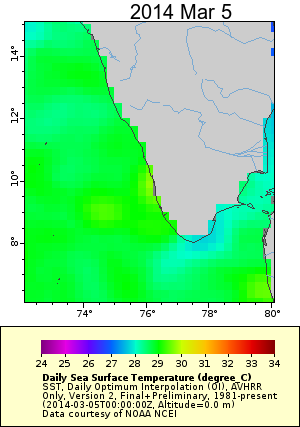 2014 Mar 5
14°
12°
10°
8°
74°
76°
78°
80°
24 25 26 27 28 29 30 31 32 33 34
Daily Sea Surface Temperature (degree_C)
SST, Daily Optimum Interpolation (OI), AVHRR
Only, Version 2, Final+Preliminary, 1981-present
(2014-03-05T00:00:00Z, Altitude=0.0 m)
Data courtesy of NOAA NCEI